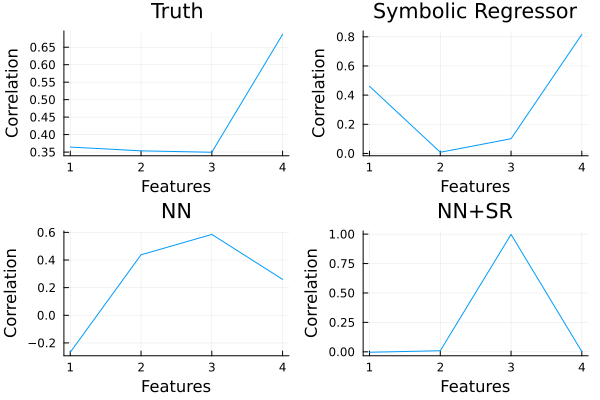 Truth
Correlation
0.65
0.60
0.55
0.50
0.45
0.40
0.35
1 2 3 4
Features
Symbolic Regressor
Correlation
0.8
0.6
0.4
0.2
0.0
1 2 3 4
Features
NN
Correlation
0.6
0.4
0.2
0.0
−0.2
1 2 3 4
Features
NN+SR
Correlation
1.00
0.75
0.50
0.25
0.00
1 2 3 4
Features